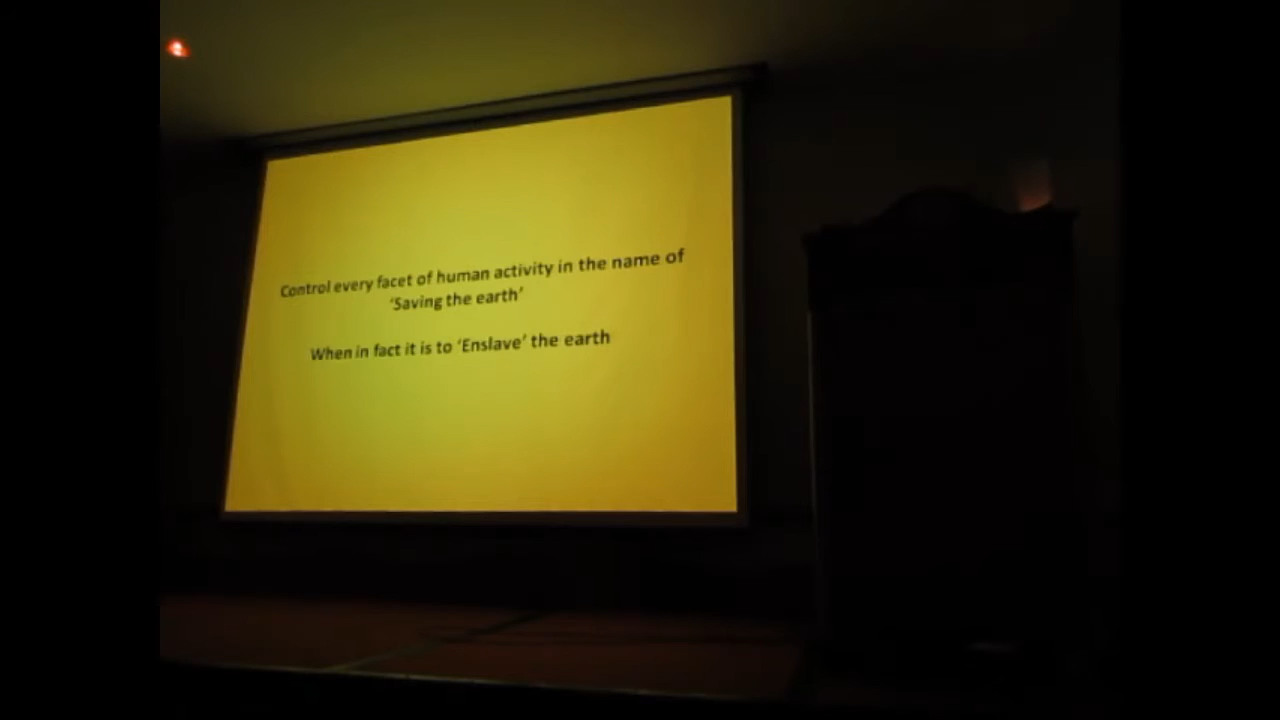 Control every facet of human activity in the name of
‘Saving the earth’
When in fact it is to ‘Enslave’ the earth